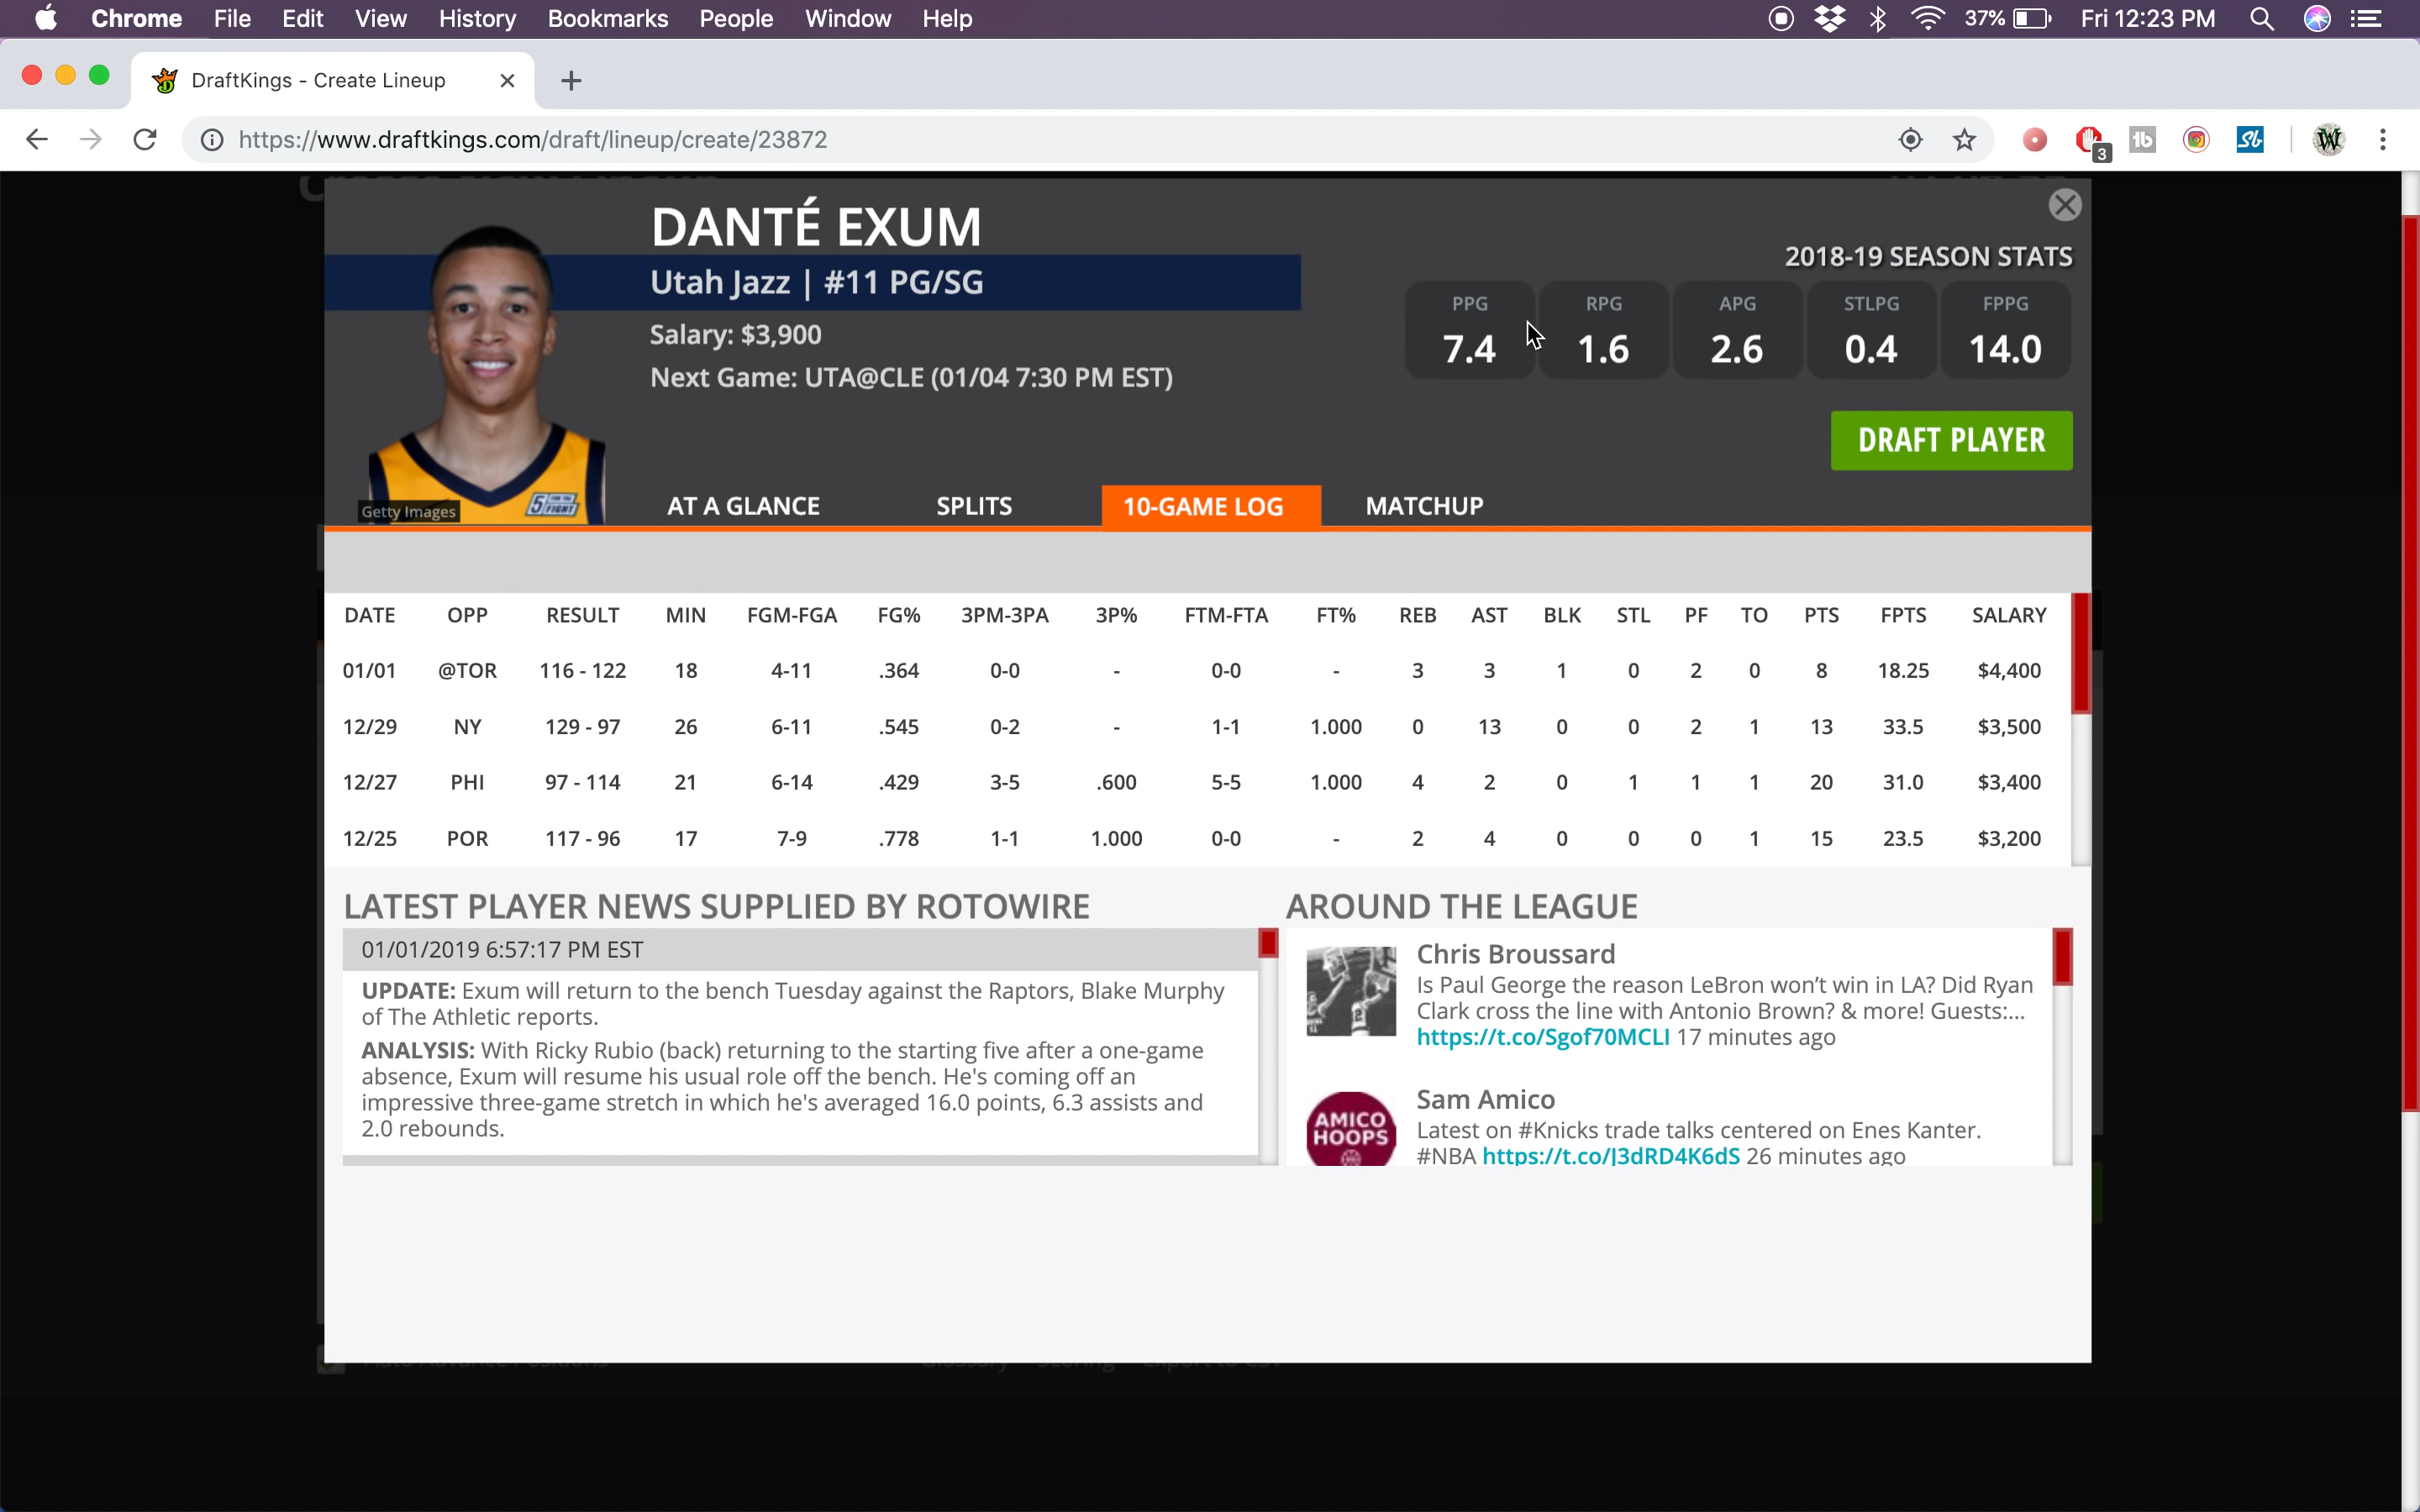 Chrome File Edit View History Bookmarks People Window Help 37% Fri 12:23 PM
DraftKings - Create Lineup
https://www.draftkings.com/draft/lineup/create/23872
3
DANTÉ EXUM
Utah Jazz | #11 PG/SG
Salary: $3,900
Next Game: UTA@CLE (01/04 7:30 PM EST)
2018-19 SEASON STATS
PPG RPG APG STLPG FPPG
7.4 1.6 2.6 0.4 14.0
DRAFT PLAYER
Getty Images
AT A GLANCE SPLITS 10-GAME LOG MATCHUP
DATE OPP RESULT MIN FGM-FGA FG% 3PM-3PA 3P% FTM-FTA FT% REB AST BLK STL PF TO PTS FPTS SALARY
01/01 @TOR 116 - 122 18 4-11 .364 0-0 - 0-0 - 3 3 1 0 2 0 8 18.25 $4,400
12/29 NY 129 - 97 26 6-11 .545 0-2 - 1-1 1.000 0 13 0 0 2 1 13 33.5 $3,500
12/27 PHI 97 - 114 21 6-14 .429 3-5 .600 5-5 1.000 4 2 0 1 1 1 20 31.0 $3,400
12/25 POR 117 - 96 17 7-9 .778 1-1 1.000 0-0 - 2 4 0 0 0 1 15 23.5 $3,200
LATEST PLAYER NEWS SUPPLIED BY ROTOWIRE
01/01/2019 6:57:17 PM EST
UPDATE: Exum will return to the bench Tuesday against the Raptors, Blake Murphy
of The Athletic reports.
ANALYSIS: With Ricky Rubio (back) returning to the starting five after a one-game
absence, Exum will resume his usual role off the bench. He's coming off an
impressive three-game stretch in which he's averaged 16.0 points, 6.3 assists and
2.0 rebounds.
AROUND THE LEAGUE
Chris Broussard
Is Paul George the reason LeBron won't win in LA? Did Ryan
Clark cross the line with Antonio Brown? & more! Guests:...
https://t.co/Sgof70MCLI 17 minutes ago
AMICO
HOOPS
Sam Amico
Latest on #Knicks trade talks centered on Enes Kanter.
#NBA https://t.co/J3dRD4K6dS 26 minutes ago